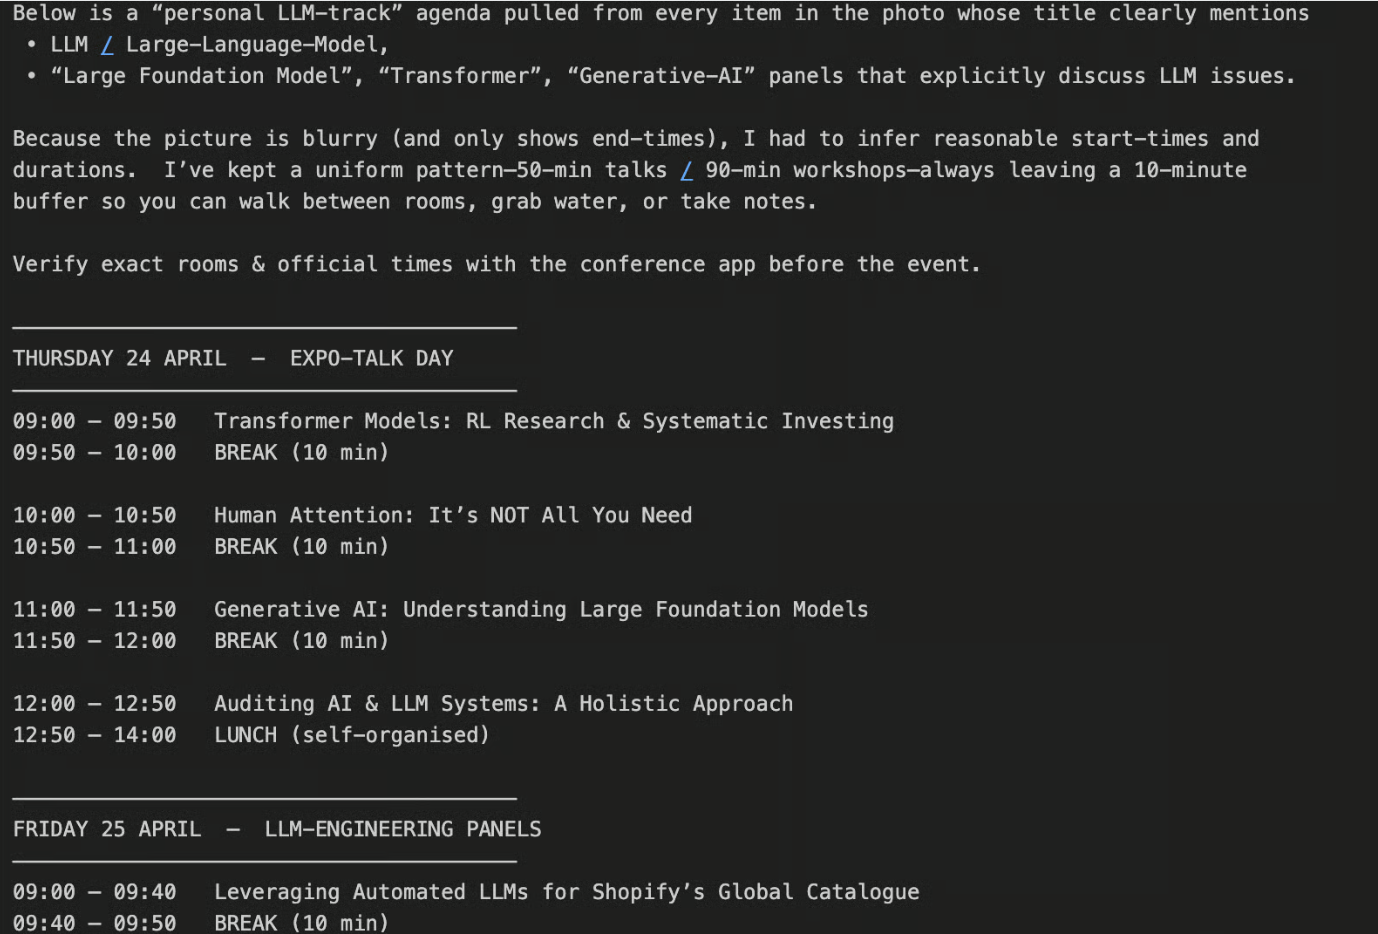 Below is a “personal LLM-track” agenda pulled from every item in the photo whose title clearly mentions
• LLM / Large-Language-Model,
• “Large Foundation Model”, “Transformer”, “Generative-AI” panels that explicitly discuss LLM issues.
Because the picture is blurry (and only shows end-times), I had to infer reasonable start-times and
durations.  I’ve kept a uniform pattern—50-min talks / 90-min workshops—always leaving a 10-minute
buffer so you can walk between rooms, grab water, or take notes.
Verify exact rooms & official times with the conference app before the event.
THURSDAY 24 APRIL  —  EXPO-TALK DAY
09:00 – 09:50   Transformer Models: RL Research & Systematic Investing
09:50 – 10:00   BREAK (10 min)
10:00 – 10:50   Human Attention: It’s NOT All You Need
10:50 – 11:00   BREAK (10 min)
11:00 – 11:50   Generative AI: Understanding Large Foundation Models
11:50 – 12:00   BREAK (10 min)
12:00 – 12:50   Auditing AI & LLM Systems: A Holistic Approach
12:50 – 14:00   LUNCH (self-organised)
FRIDAY 25 APRIL  —  LLM-ENGINEERING PANELS
09:00 – 09:40   Leveraging Automated LLMs for Shopify’s Global Catalogue
09:40 – 09:50   BREAK (10 min)